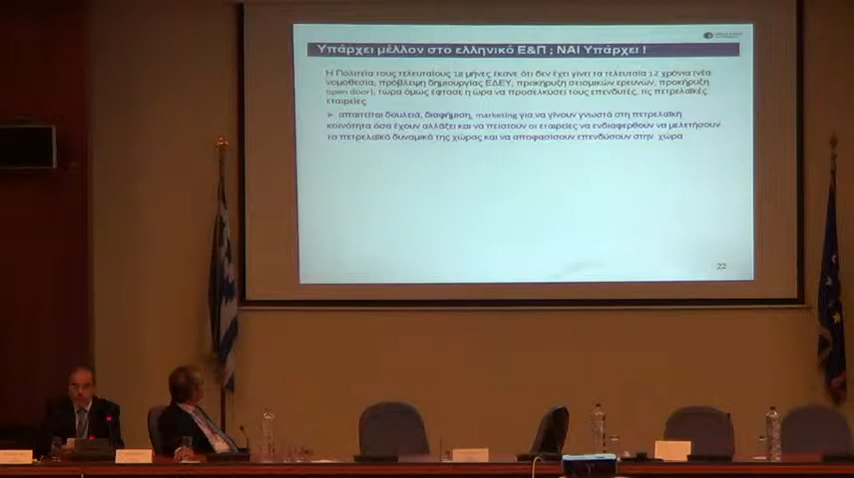 Υπάρχει μέλλον στο ελληνικό Ε&Π ; ΝΑΙ Υπάρχει !
Η Πολιτεία τους τελευταίους 18 μήνες έκανε ότι δεν έχει γίνει τα τελευταία 12 χρόνια (νέα
νομοθεσία, πρόβλεψη δημιουργίας ΕΔΕΥ, προκήρυξη σεισμικών ερευνών, προκήρυξη
open door), τώρα όμως έφτασε η ώρα να προσελκύσει τους επενδυτές, τις πετρελαϊκές
εταιρείες
➢ απαιτείται δουλειά, διαφήμιση, marketing για να γίνουν γνωστά στη πετρελαϊκή
κοινότητα όσα έχουν αλλάξει και να πειστούν οι εταιρείες να ενδιαφερθούν να μελετήσουν
το πετρελαϊκό δυναμικό της χώρας και να αποφασίσουν επενδύσουν στην χώρα
22